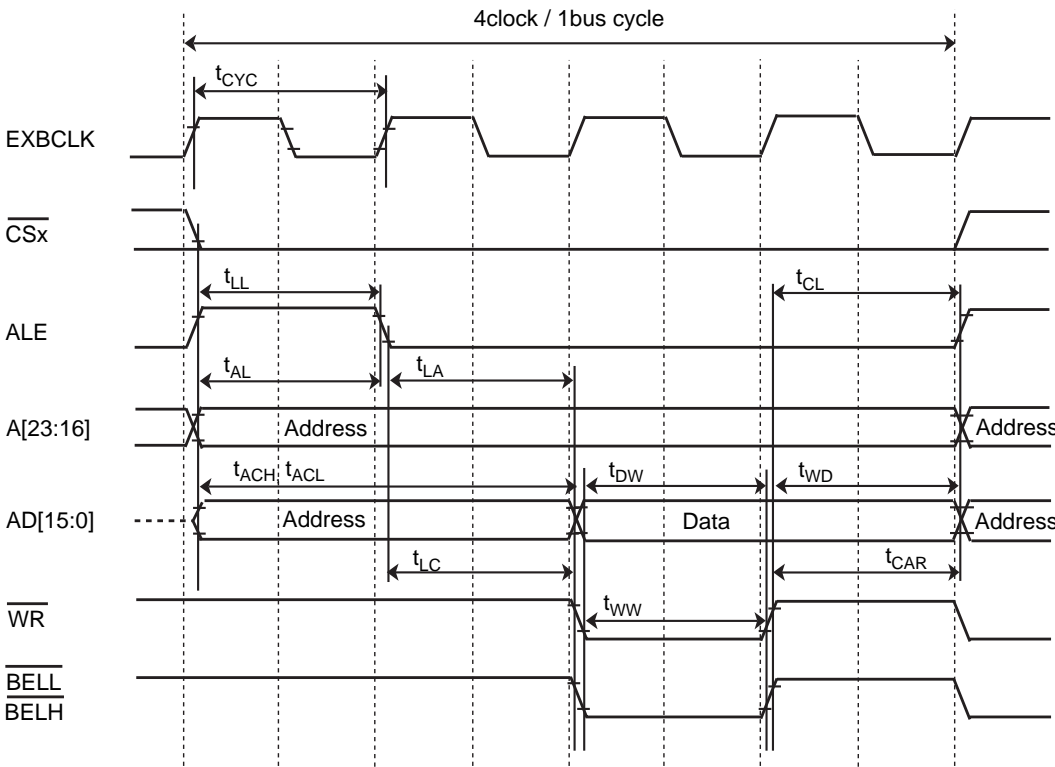 4clock / 1bus cycle
tCYC
EXBCLK
CSx
tLL
tCL
ALE
tAL
tLA
A[23:16]
Address
Address
tACH, tACL
tDW
tWD
AD[15:0]
Address
Data
Address
tLC
tCAR
WR
tWW
BELL
BELH